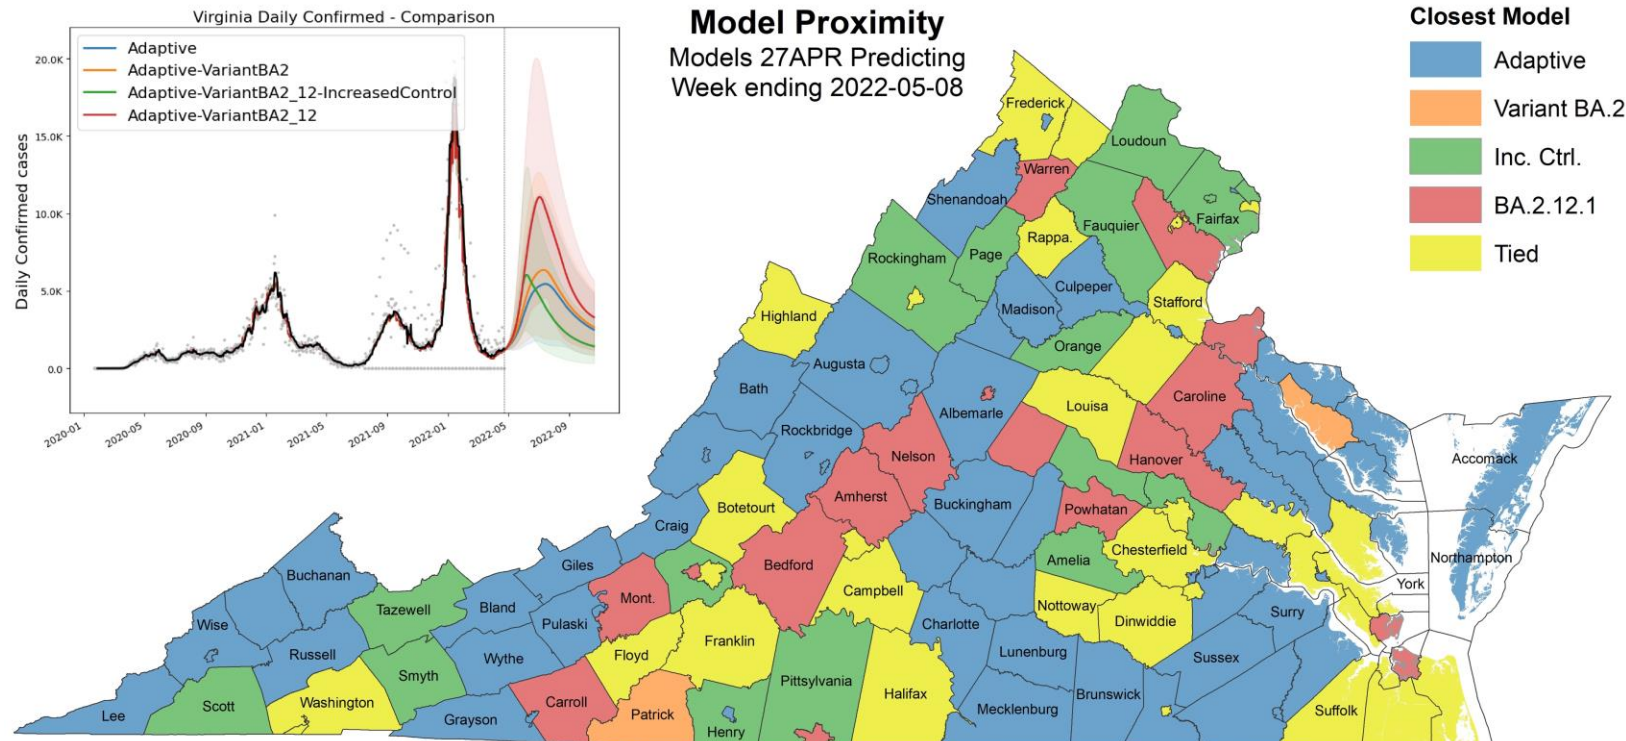 Virginia Daily Confirmed - Comparison
Adaptive
Adaptive-VariantBA2
Adaptive-VariantBA2_12-IncreasedControl
Adaptive-VariantBA2_12
Daily Confirmed cases
20.0K
15.0K
10.0K
5.0K
0.0
2020-01
2020-05
2020-09
2021-01
2021-05
2021-09
2022-01
2022-05
2022-09
Model Proximity
Models 27APR Predicting
Week ending 2022-05-08
Closest Model
Adaptive
Variant BA.2
Inc. Ctrl.
BA.2.12.1
Tied
Frederick
Loudoun
Warren
Shenandoah
Fairfax
Fauquier
Rappa.
Page
Rockingham
Culpeper
Madison
Stafford
Highland
Orange
Augusta
Bath
Caroline
Louisa
Albemarle
Rockbridge
Accomack
Nelson
Hanover
Amherst
Buckingham
Botetourt
Powhatan
Craig
Chesterfield
Northampton
Amelia
Bedford
Giles
Buchanan
York
Campbell
Mont.
Bland
Tazewell
Nottoway
Surry
Dinwiddie
Pulaski
Wise
Charlotte
Franklin
Lunenburg
Russell
Floyd
Wythe
Sussex
Smyth
Pittsylvania
Halifax
Brunswick
Washington
Carroll
Scott
Mecklenburg
Suffolk
Patrick
Lee
Grayson
Henry